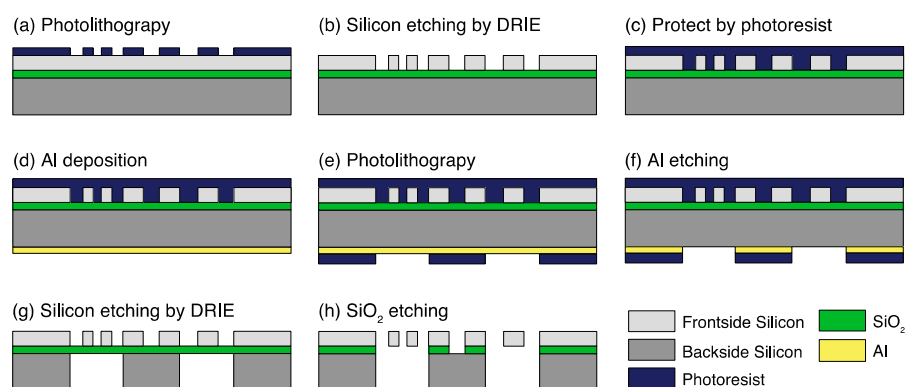 (a) Photolithograpy
(b) Silicon etching by DRIE
(c) Protect by photoresist
(d) Al deposition
(e) Photolithograpy
(f) Al etching
(g) Silicon etching by DRIE
(h) SiO₂ etching
Frontside Silicon
SiO₂
Backside Silicon
Al
Photoresist